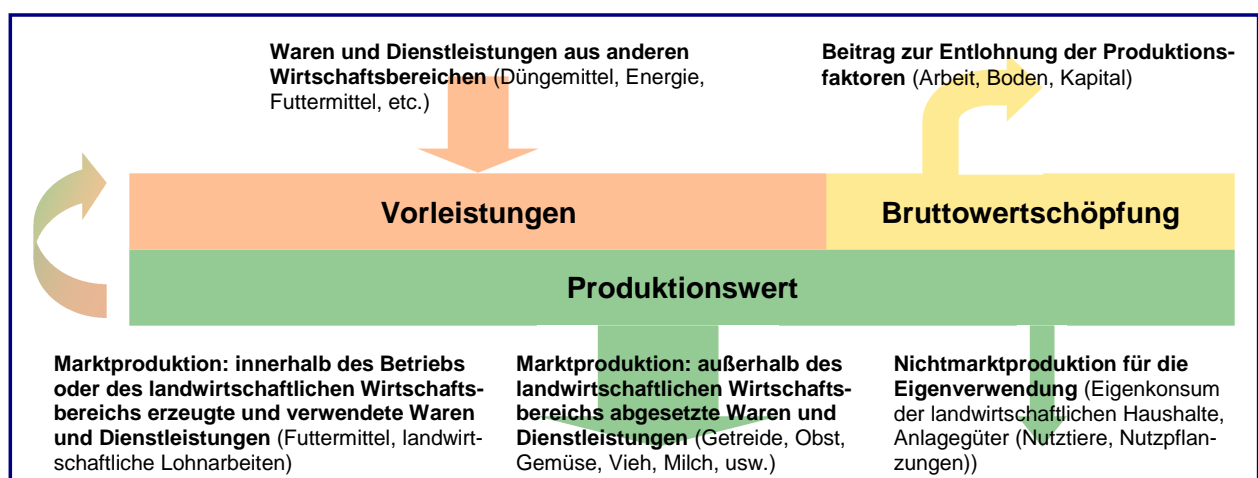 Waren und Dienstleistungen aus anderen
Wirtschaftsbereichen (Düngemittel, Energie,
Futtermittel, etc.)
Beitrag zur Entlohnung der Produktions-
faktoren (Arbeit, Boden, Kapital)
Vorleistungen
Bruttowertschöpfung
Produktionswert
Marktproduktion: innerhalb des Betriebs
oder des landwirtschaftlichen Wirtschafts-
bereichs erzeugte und verwendete Waren
und Dienstleistungen (Futtermittel, landwirt-
schaftliche Lohnarbeiten)
Marktproduktion: außerhalb des
landwirtschaftlichen Wirtschafts-
bereichs abgesetzte Waren und
Dienstleistungen (Getreide, Obst,
Gemüse, Vieh, Milch, usw.)
Nichtmarktproduktion für die
Eigenverwendung (Eigenkonsum
der landwirtschaftlichen Haushalte,
Anlagegüter (Nutztiere, Nutzpflan-
zungen))